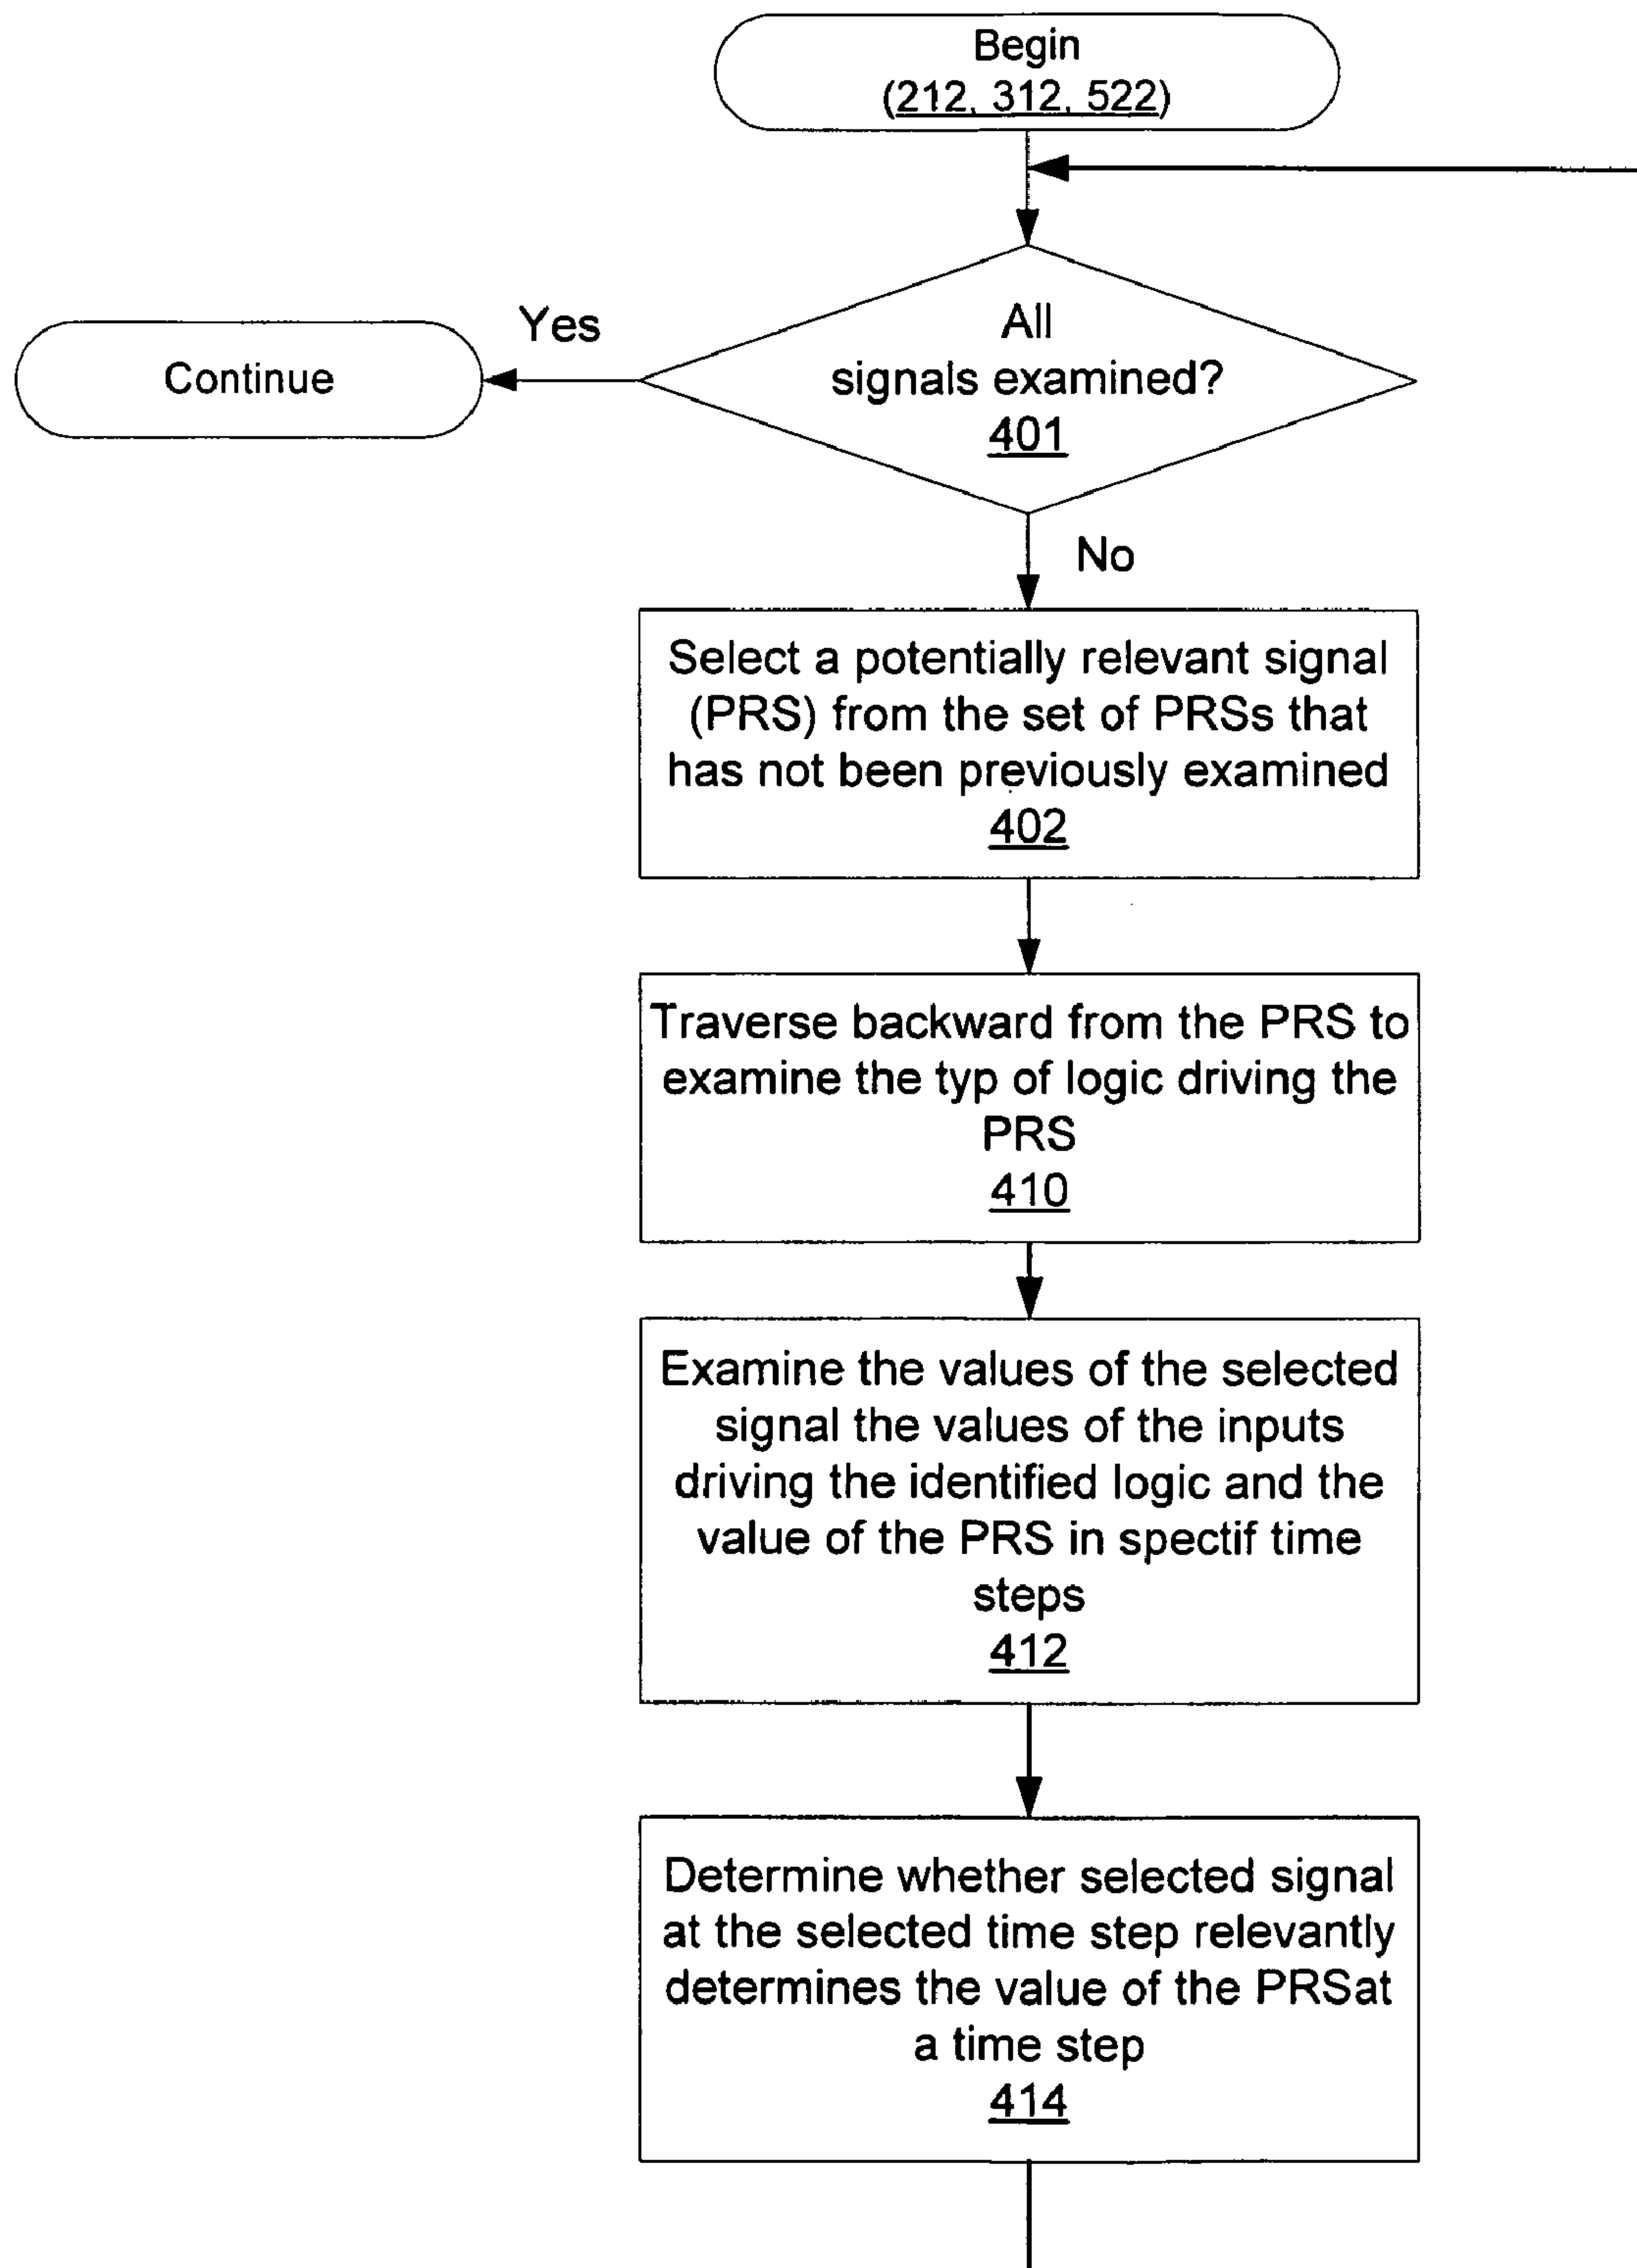 Begin
(212, 312, 522)
All
signals examined?
401
Yes
Continue
No
Select a potentially relevant signal
(PRS) from the set of PRSs that
has not been previously examined
402
Traverse backward from the PRS to
examine the typ of logic driving the
PRS
410
Examine the values of the selected
signal the values of the inputs
driving the identified logic and the
value of the PRS in spectif time
steps
412
Determine whether selected signal
at the selected time step relevantly
determines the value of the PRSat
a time step
414